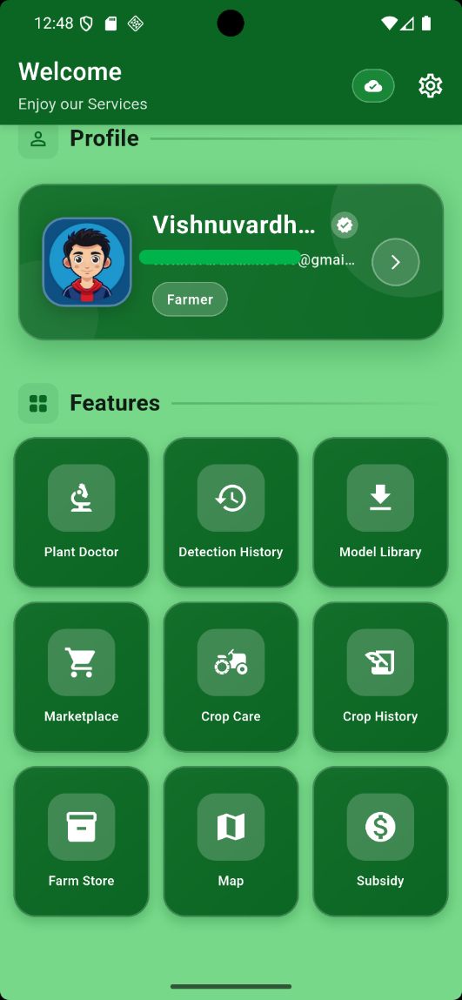 12:48
Welcome
Enjoy our Services
Profile
Vishnuvardh...
@gmai...
Farmer
Features
Plant Doctor
Detection History
Model Library
Marketplace
Crop Care
Crop History
Farm Store
Map
Subsidy